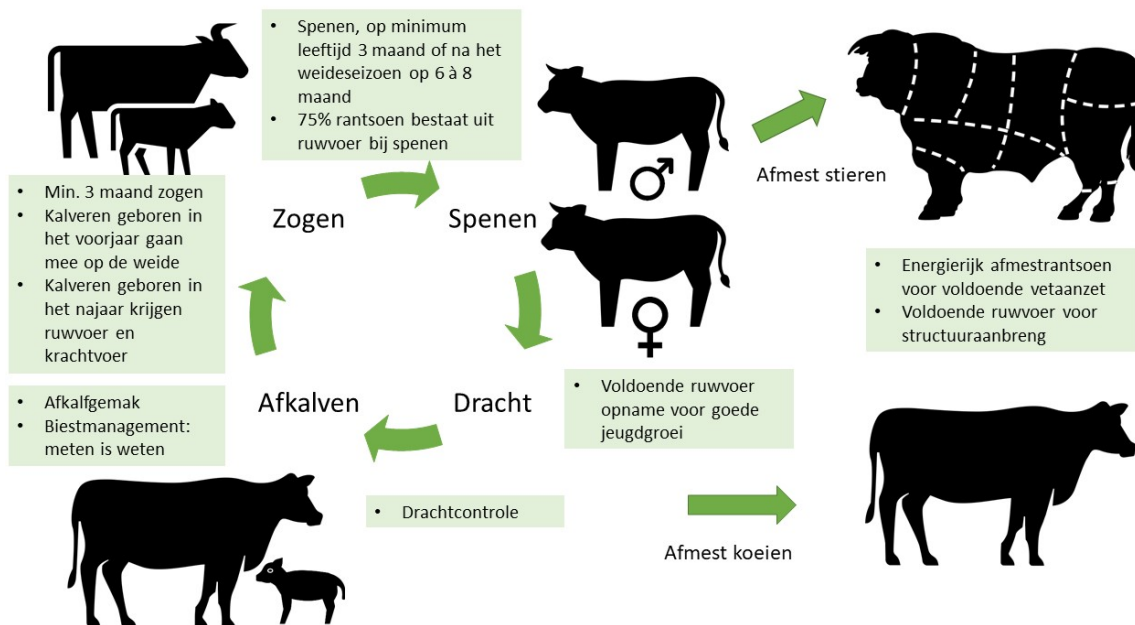 • Spenen, op minimum
leeftijd 3 maand of na het
weideseizoen op 6 à 8
maand
• 75% rantsoen bestaat uit
ruwvoer bij spenen
• Min. 3 maand zogen
• Kalveren geboren in
het voorjaar gaan
mee op de weide
• Kalveren geboren in
het najaar krijgen
ruwvoer en
krachtvoer
Zogen
Spenen
Afmest stieren
• Energierijk afmestrantsoen
voor voldoende vetaanzet
• Voldoende ruwvoer voor
structuuraanbreng
• Afkalfgemak
• Biestmanagement:
meten is weten
Afkalven
Dracht
• Voldoende ruwvoer
opname voor goede
jeugdgroei
• Drachtcontrole
Afmest koeien